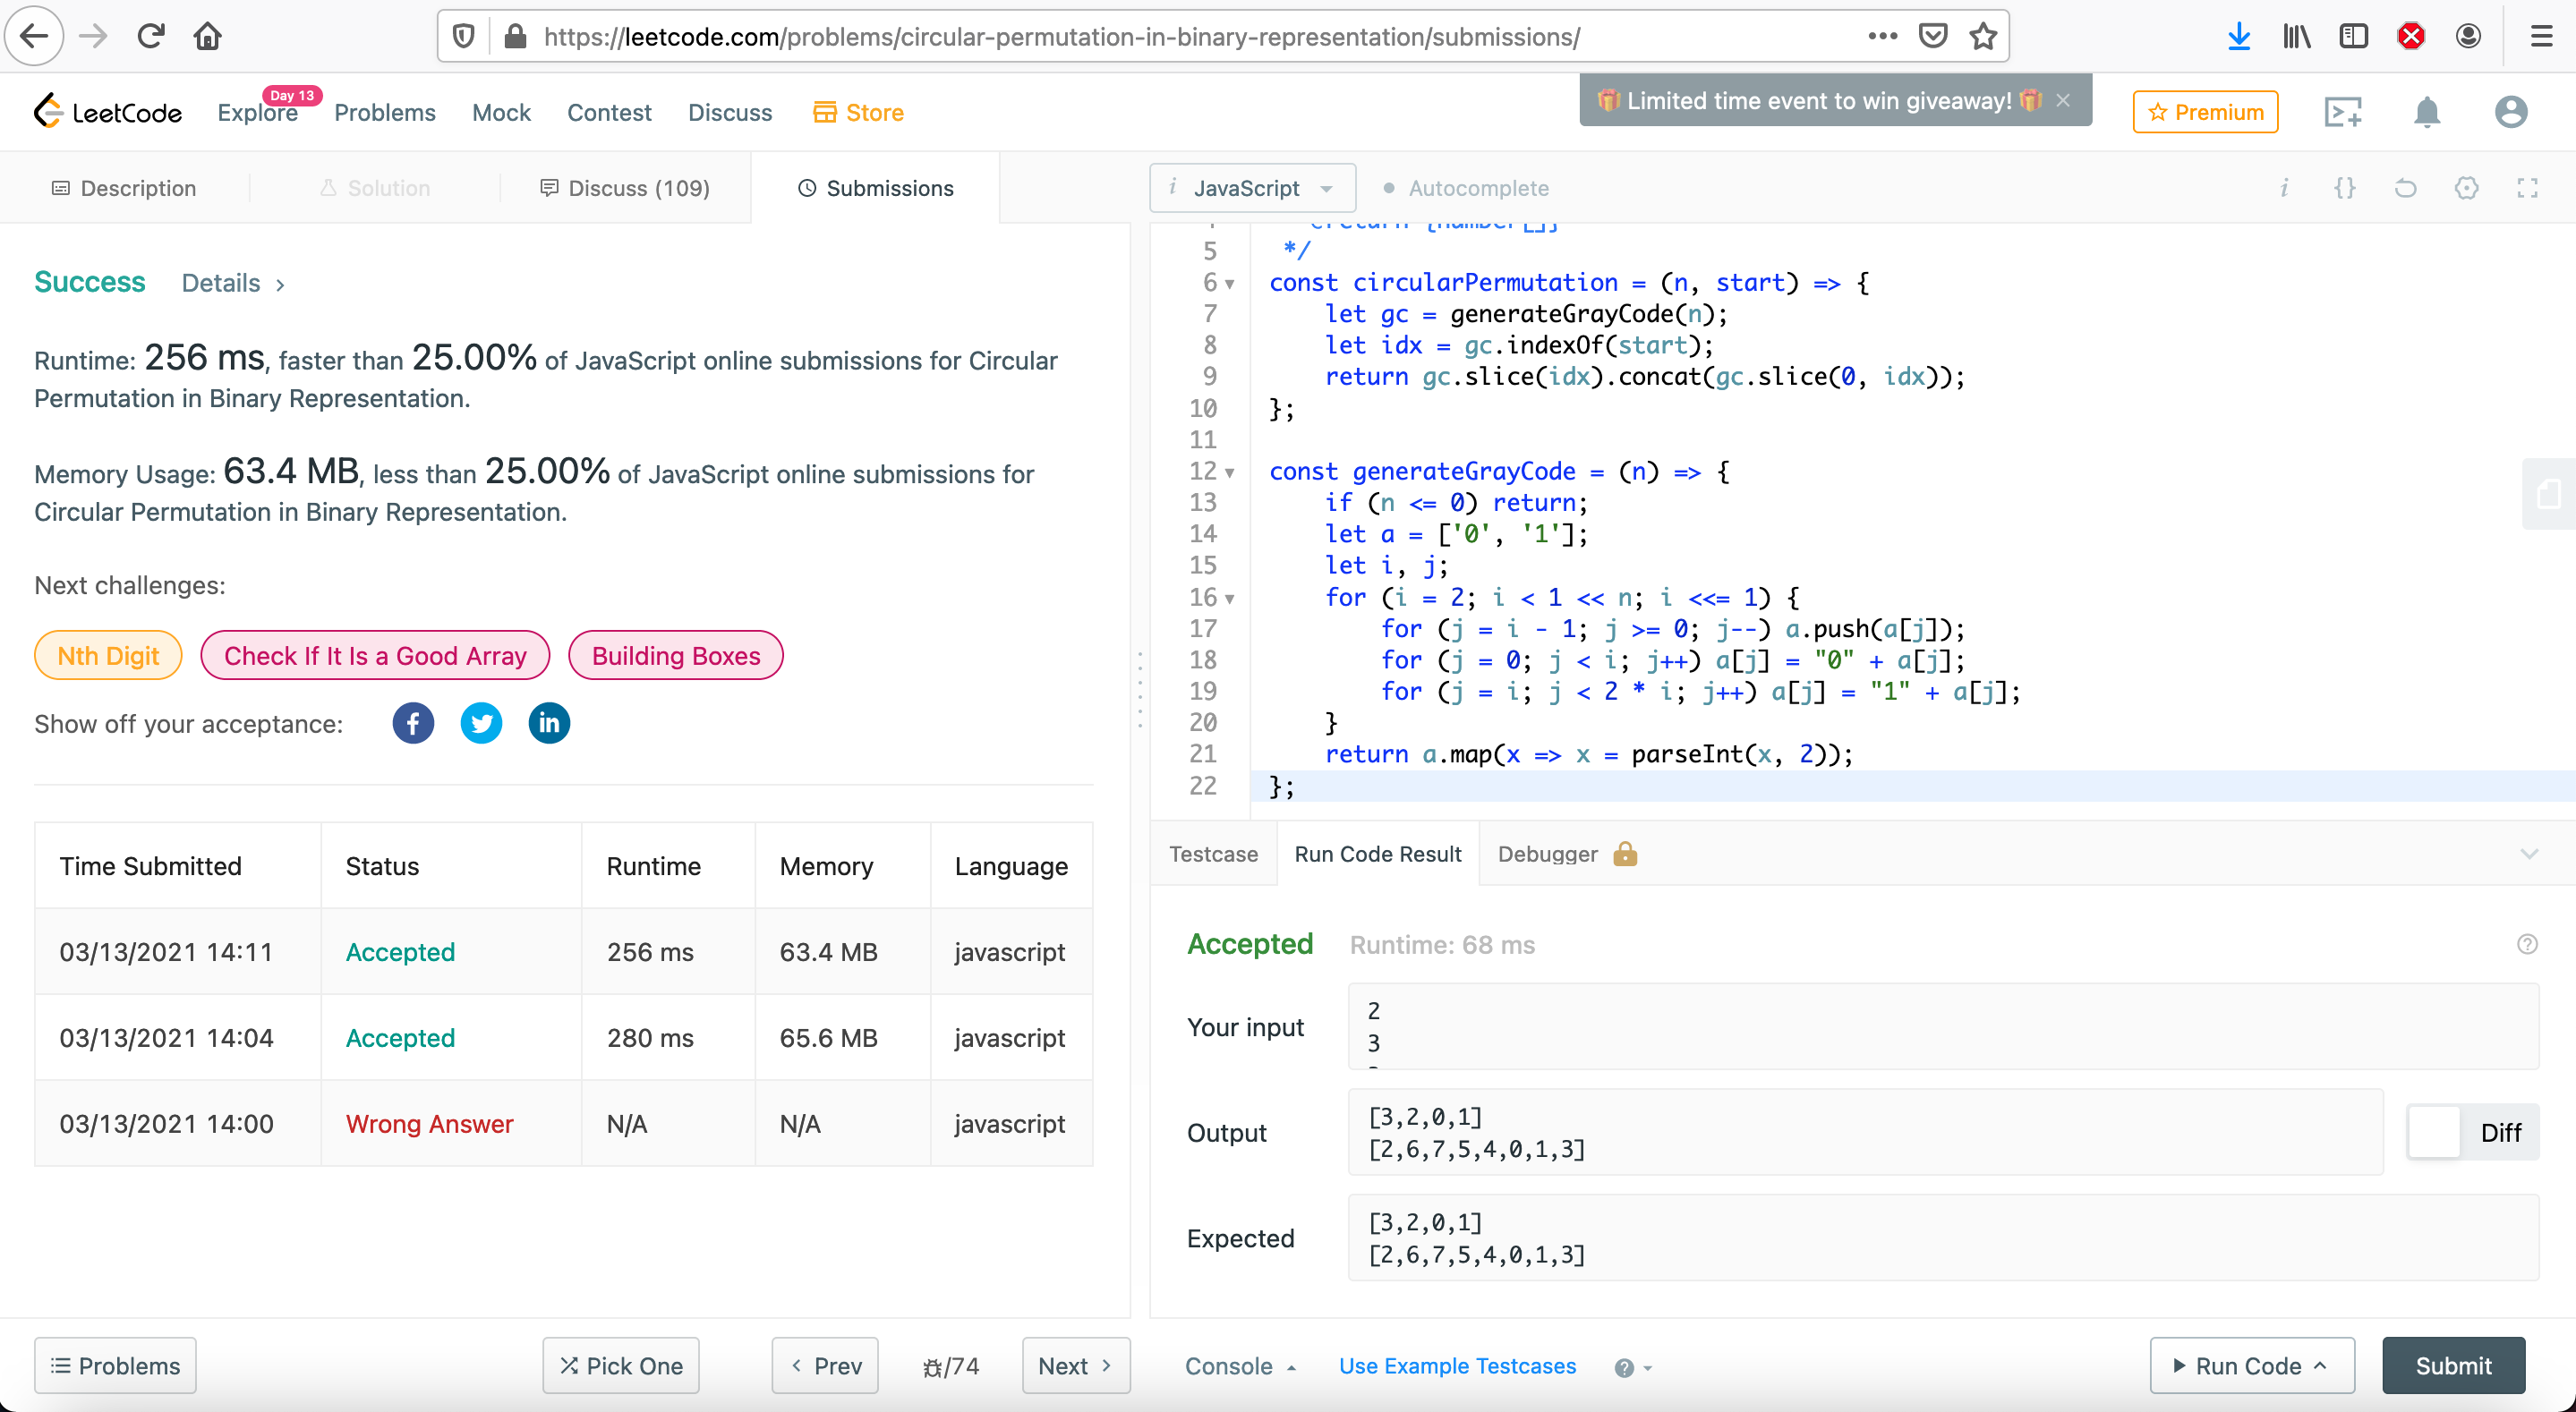 https://leetcode.com/problems/circular-permutation-in-binary-representation/submissions/
LeetCode
Explore
Day 13
Problems
Mock
Contest
Discuss
Store
Limited time event to win giveaway!
Premium
Description
Solution
Discuss (109)
Submissions
i JavaScript
Autocomplete
Success
Details
Runtime: 256 ms, faster than 25.00% of JavaScript online submissions for Circular
Permutation in Binary Representation.
Memory Usage: 63.4 MB, less than 25.00% of JavaScript online submissions for
Circular Permutation in Binary Representation.
Next challenges:
Nth Digit
Check If It Is a Good Array
Building Boxes
Show off your acceptance:
Time Submitted Status Runtime Memory Language
03/13/2021 14:11 Accepted 256 ms 63.4 MB javascript
03/13/2021 14:04 Accepted 280 ms 65.6 MB javascript
03/13/2021 14:00 Wrong Answer N/A N/A javascript
5 */
6 const circularPermutation = (n, start) => {
7 let gc = generateGrayCode(n);
8 let idx = gc.indexOf(start);
9 return gc.slice(idx).concat(gc.slice(0, idx));
10 };
11
12 const generateGrayCode = (n) => {
13 if (n <= 0) return;
14 let a = ['0', '1'];
15 let i, j;
16 for (i = 2; i < 1 << n; i <<= 1) {
17 for (j = i - 1; j >= 0; j--) a.push(a[j]);
18 for (j = 0; j < i; j++) a[j] = "0" + a[j];
19 for (j = i; j < 2 * i; j++) a[j] = "1" + a[j];
20 }
21 return a.map(x => x = parseInt(x, 2));
22 };
Testcase
Run Code Result
Debugger
Accepted
Runtime: 68 ms
Your input
2
3
Output
[3,2,0,1]
[2,6,7,5,4,0,1,3]
Diff
Expected
[3,2,0,1]
[2,6,7,5,4,0,1,3]
Problems
Pick One
Prev
/74
Next
Console
Use Example Testcases
Run Code
Submit